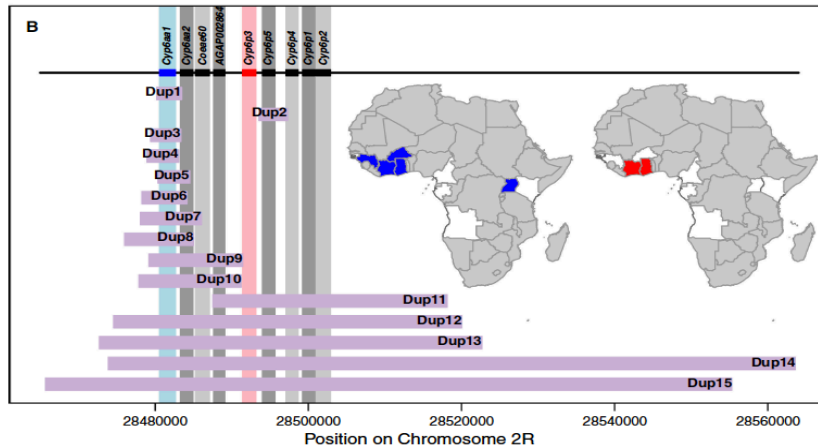 B
Cyp6aa1
Cyp6aa2
Coeae60
AGAP002864
Cyp6p3
Cyp6p5
Cyp6p4
Cyp6p1
Cyp6p2
Dup1
Dup2
Dup3
Dup4
Dup5
Dup6
Dup7
Dup8
Dup9
Dup10
Dup11
Dup12
Dup13
Dup14
Dup15
28480000 28500000 28520000 28540000 28560000
Position on Chromosome 2R